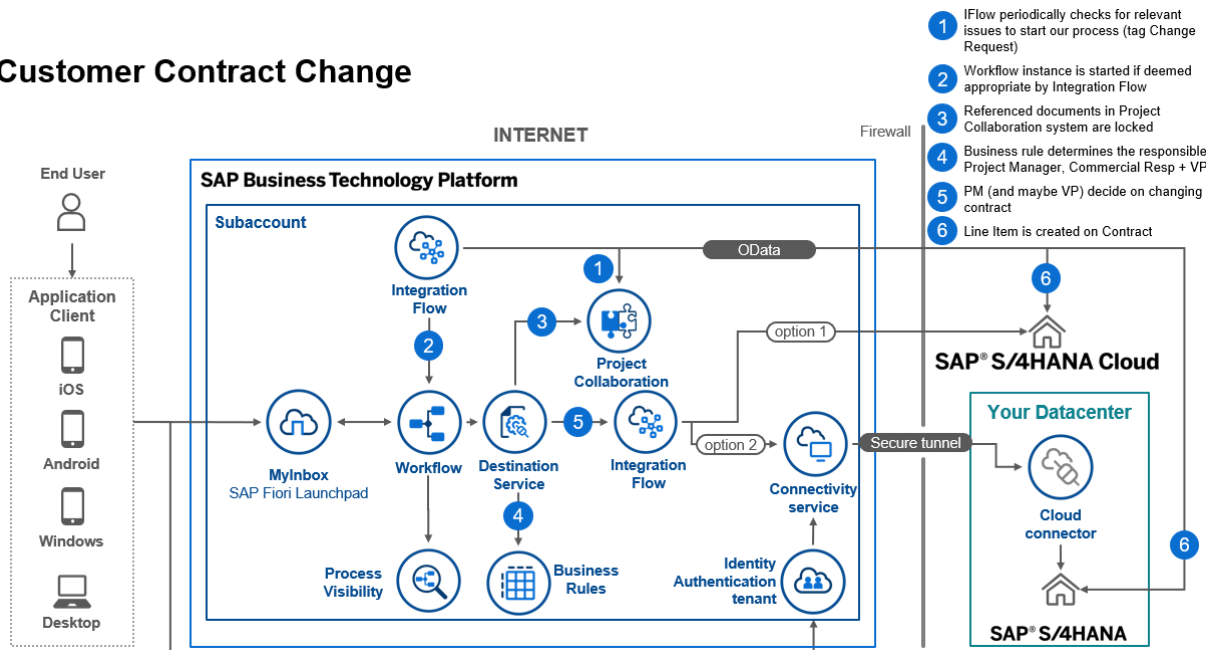 Customer Contract Change
1
IFlow periodically checks for relevant
issues to start our process (tag Change
Request)
2
Workflow instance is started if deemed
appropriate by Integration Flow
3
Referenced documents in Project
Collaboration system are locked
4
Business rule determines the responsible
Project Manager, Commercial Resp + VP
5
PM (and maybe VP) decide on changing
contract
6
Line Item is created on Contract
INTERNET
Firewall
End User
SAP Business Technology Platform
Subaccount
Application
Client
iOS
Android
Windows
Desktop
Integration
Flow
OData
1
2
3
Project
Collaboration
option 1
6
SAP® S/4HANA Cloud
MyInbox
SAP Fiori Launchpad
Workflow
Destination
Service
5
Integration
Flow
option 2
Connectivity
service
Secure tunnel
Your Datacenter
Cloud
connector
4
Process
Visibility
Business
Rules
Identity
Authentication
tenant
6
SAP® S/4HANA